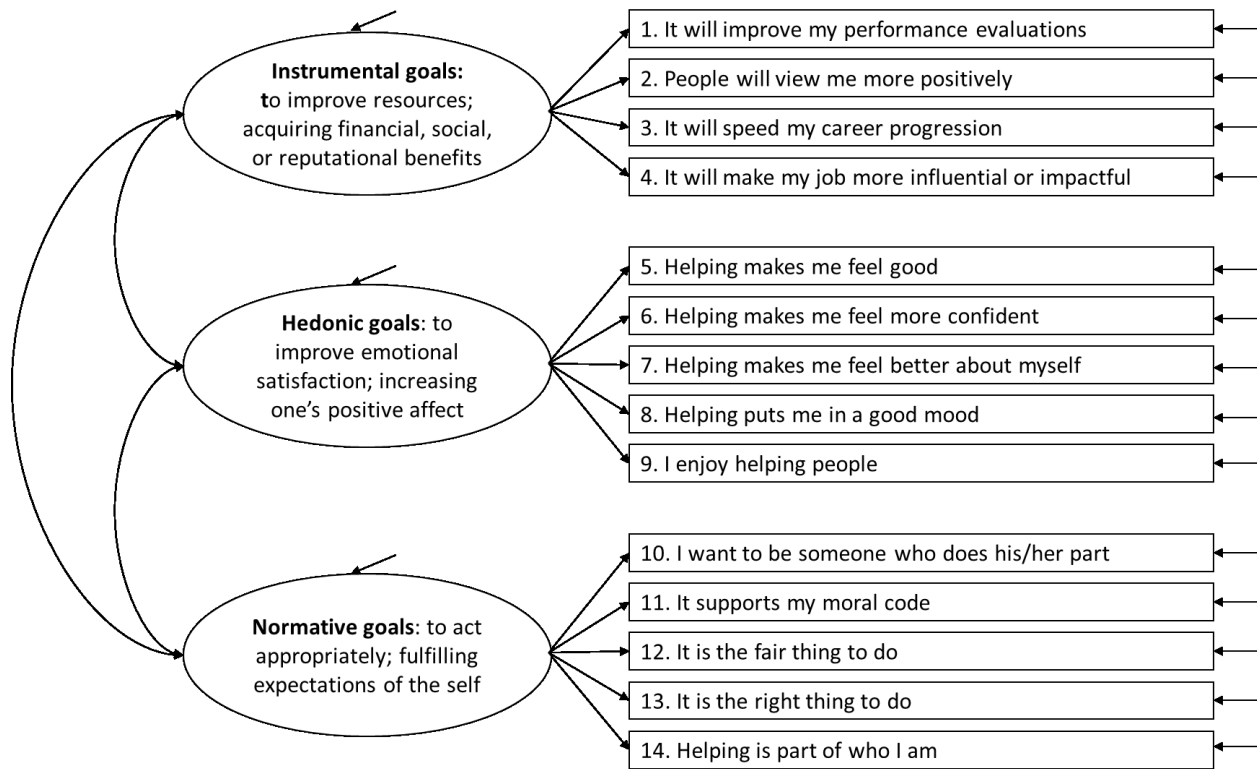 Instrumental goals:
to improve resources;
acquiring financial, social,
or reputational benefits
1. It will improve my performance evaluations
2. People will view me more positively
3. It will speed my career progression
4. It will make my job more influential or impactful
Hedonic goals: to
improve emotional
satisfaction; increasing
one’s positive affect
5. Helping makes me feel good
6. Helping makes me feel more confident
7. Helping makes me feel better about myself
8. Helping puts me in a good mood
9. I enjoy helping people
Normative goals: to act
appropriately; fulfilling
expectations of the self
10. I want to be someone who does his/her part
11. It supports my moral code
12. It is the fair thing to do
13. It is the right thing to do
14. Helping is part of who I am